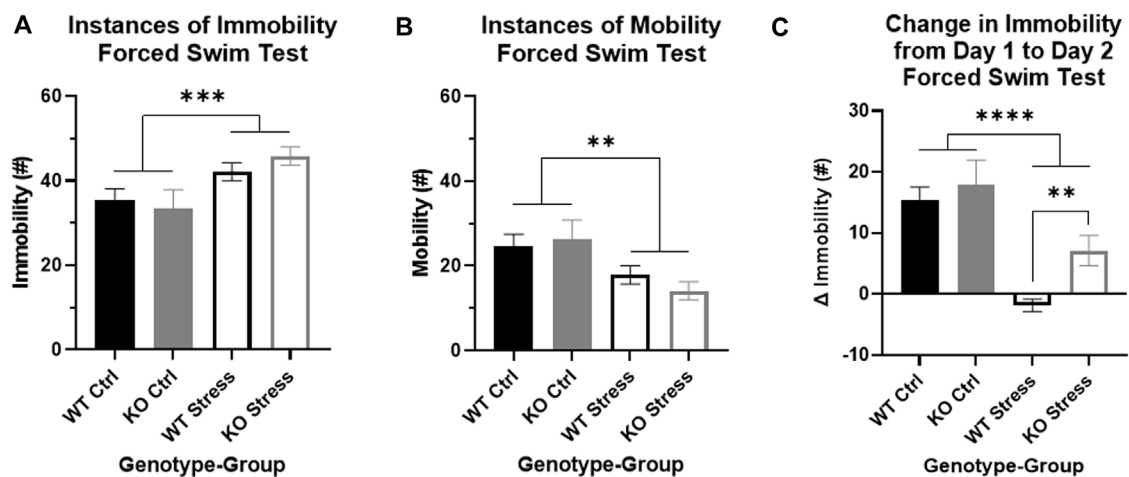 A
Instances of Immobility
Forced Swim Test
60
40
20
0
Immobility (#)
***
WT Ctrl
KO Ctrl
WT Stress
KO Stress
Genotype-Group
B
Instances of Mobility
Forced Swim Test
60
40
20
0
Mobility (#)
**
WT Ctrl
KO Ctrl
WT Stress
KO Stress
Genotype-Group
C
Change in Immobility
from Day 1 to Day 2
Forced Swim Test
30
20
10
0
-10
Δ Immobility (#)
****
**
WT Ctrl
KO Ctrl
WT Stress
KO Stress
Genotype-Group